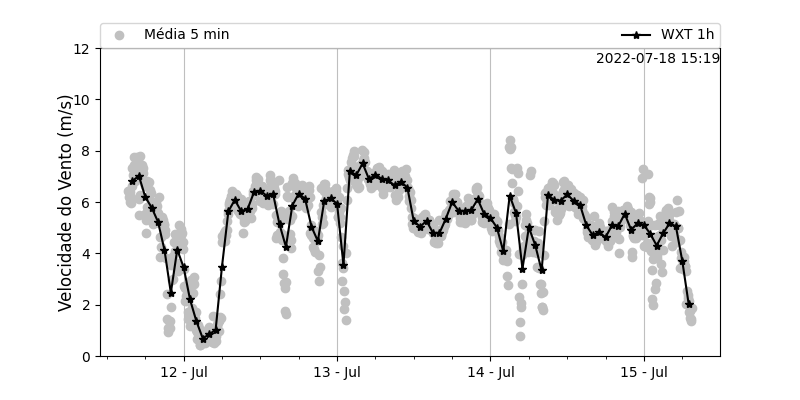 Média 5 min
WXT 1h
2022-07-18 15:19
Velocidade do Vento (m/s)
12
10
8
6
4
2
0
12 - Jul
13 - Jul
14 - Jul
15 - Jul